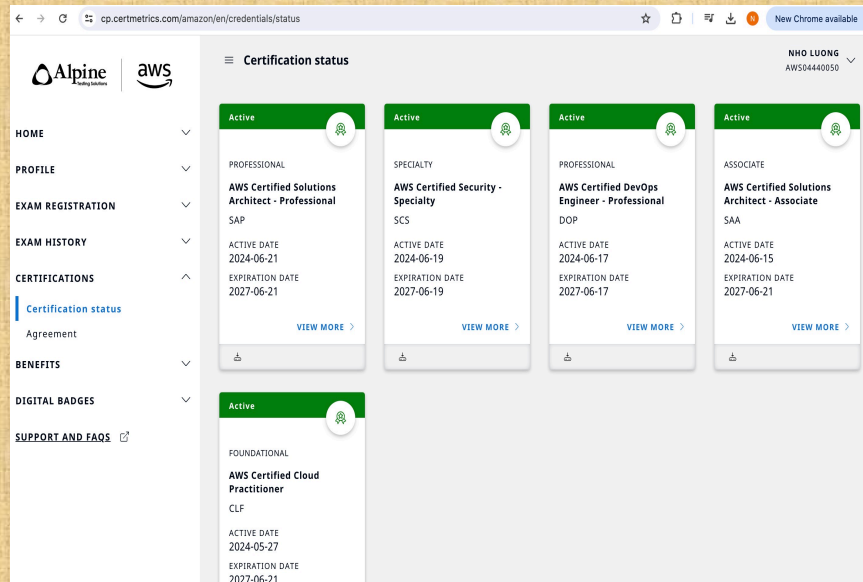 cp.certmetrics.com/amazon/en/credentials/status
N
New Chrome available
Alpine
Testing Solutions
aws
Certification status
NHO LUONG
AWS04440050
HOME
PROFILE
EXAM REGISTRATION
EXAM HISTORY
CERTIFICATIONS
Certification status
Agreement
BENEFITS
DIGITAL BADGES
SUPPORT AND FAQS
Active
PROFESSIONAL
AWS Certified Solutions
Architect - Professional
SAP
ACTIVE DATE
2024-06-21
EXPIRATION DATE
2027-06-21
VIEW MORE
Active
SPECIALTY
AWS Certified Security -
Specialty
SCS
ACTIVE DATE
2024-06-19
EXPIRATION DATE
2027-06-19
VIEW MORE
Active
PROFESSIONAL
AWS Certified DevOps
Engineer - Professional
DOP
ACTIVE DATE
2024-06-17
EXPIRATION DATE
2027-06-17
VIEW MORE
Active
ASSOCIATE
AWS Certified Solutions
Architect - Associate
SAA
ACTIVE DATE
2024-06-15
EXPIRATION DATE
2027-06-21
VIEW MORE
Active
FOUNDATIONAL
AWS Certified Cloud
Practitioner
CLF
ACTIVE DATE
2024-05-27
EXPIRATION DATE
2027-06-21